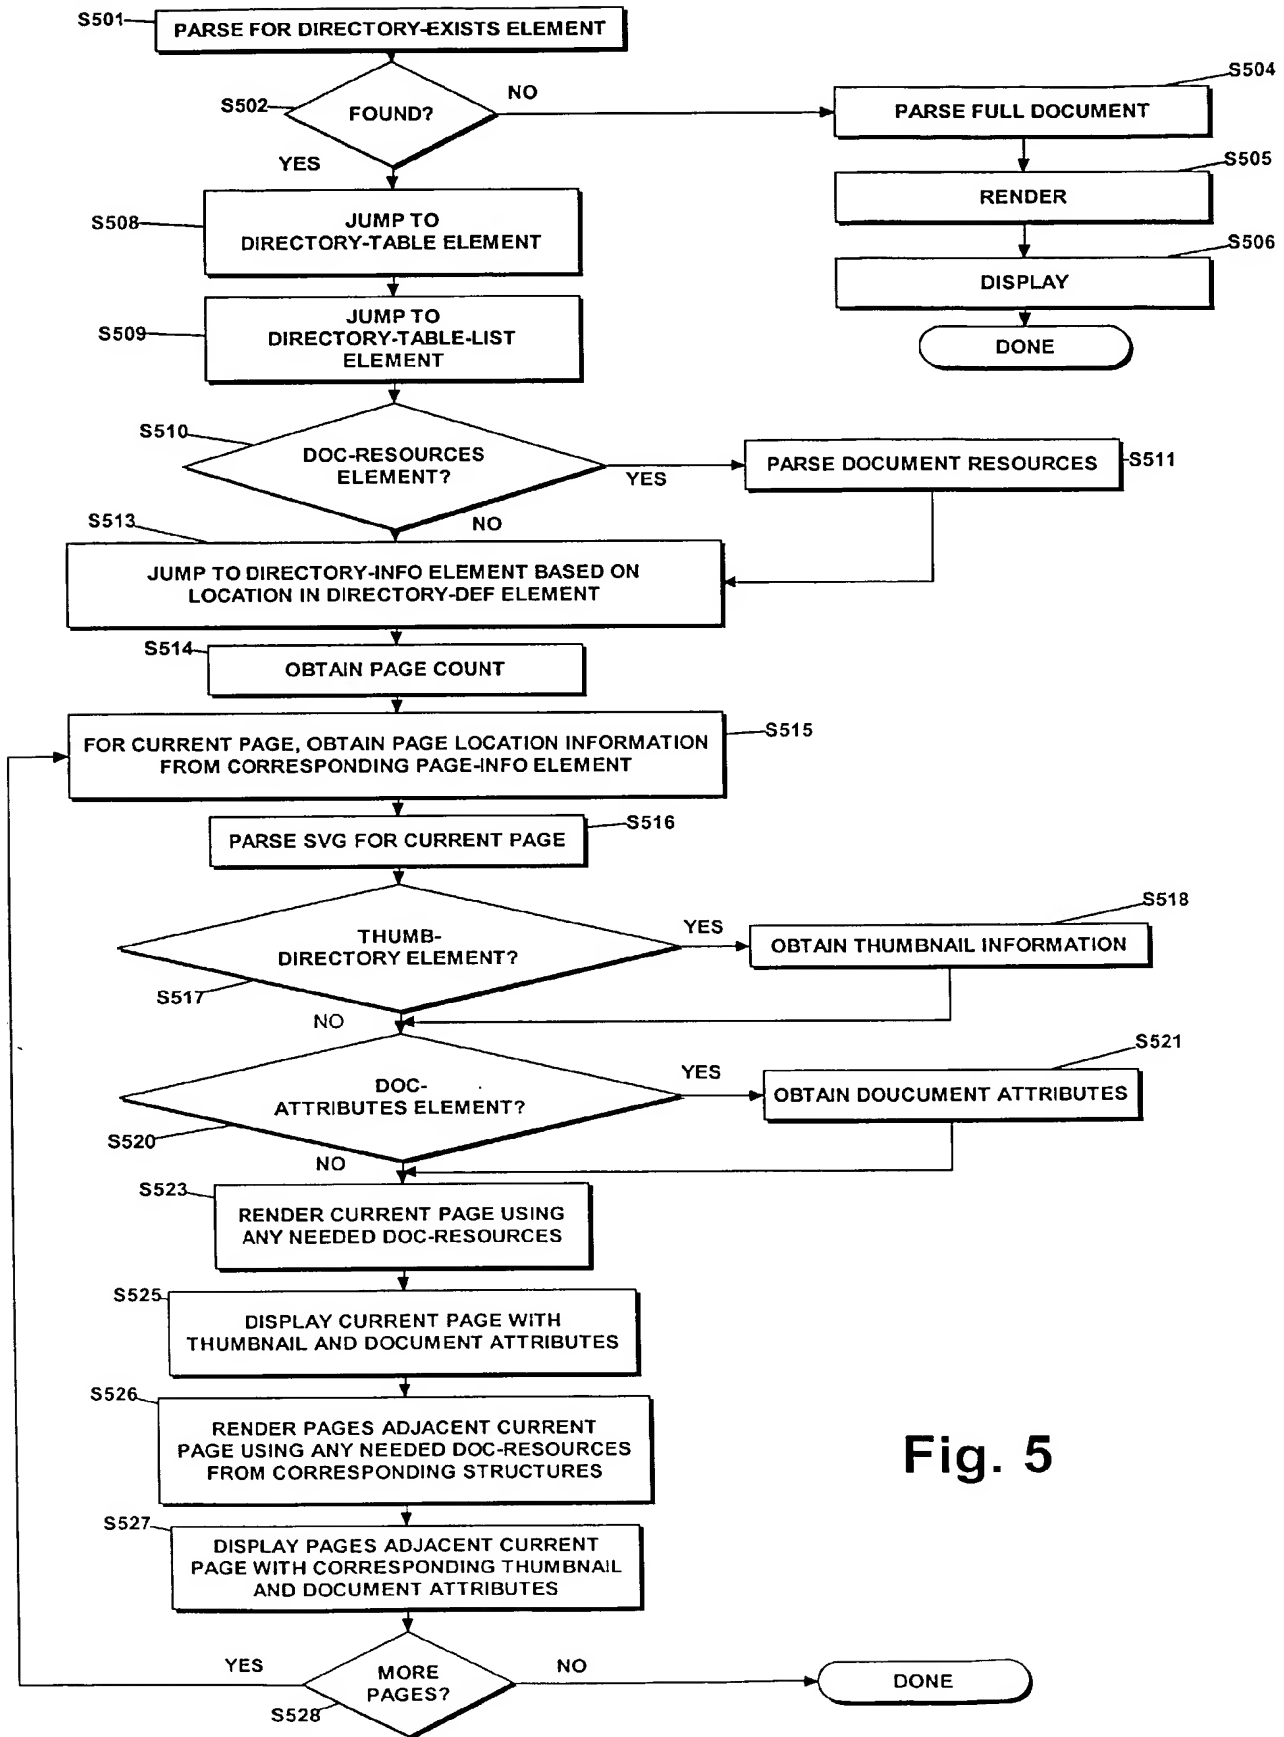 S501
PARSE FOR DIRECTORY-EXISTS ELEMENT
S502
FOUND?
NO
YES
S504
PARSE FULL DOCUMENT
S505
RENDER
S506
DISPLAY
DONE
S508
JUMP TO
DIRECTORY-TABLE ELEMENT
S509
JUMP TO
DIRECTORY-TABLE-LIST
ELEMENT
S510
DOC-RESOURCES
ELEMENT?
YES
PARSE DOCUMENT RESOURCES
S511
NO
S513
JUMP TO DIRECTORY-INFO ELEMENT BASED ON
LOCATION IN DIRECTORY-DEF ELEMENT
S514
OBTAIN PAGE COUNT
S515
FOR CURRENT PAGE, OBTAIN PAGE LOCATION INFORMATION
FROM CORRESPONDING PAGE-INFO ELEMENT
S516
PARSE SVG FOR CURRENT PAGE
THUMB-
DIRECTORY ELEMENT?
S517
YES
S518
OBTAIN THUMBNAIL INFORMATION
NO
DOC-
ATTRIBUTES ELEMENT?
S520
YES
S521
OBTAIN DOUCUMENT ATTRIBUTES
NO
S523
RENDER CURRENT PAGE USING
ANY NEEDED DOC-RESOURCES
S525
DISPLAY CURRENT PAGE WITH
THUMBNAIL AND DOCUMENT ATTRIBUTES
S526
RENDER PAGES ADJACENT CURRENT
PAGE USING ANY NEEDED DOC-RESOURCES
FROM CORRESPONDING STRUCTURES
Fig. 5
S527
DISPLAY PAGES ADJACENT CURRENT
PAGE WITH CORRESPONDING THUMBNAIL
AND DOCUMENT ATTRIBUTES
YES
MORE
PAGES?
S528
NO
DONE